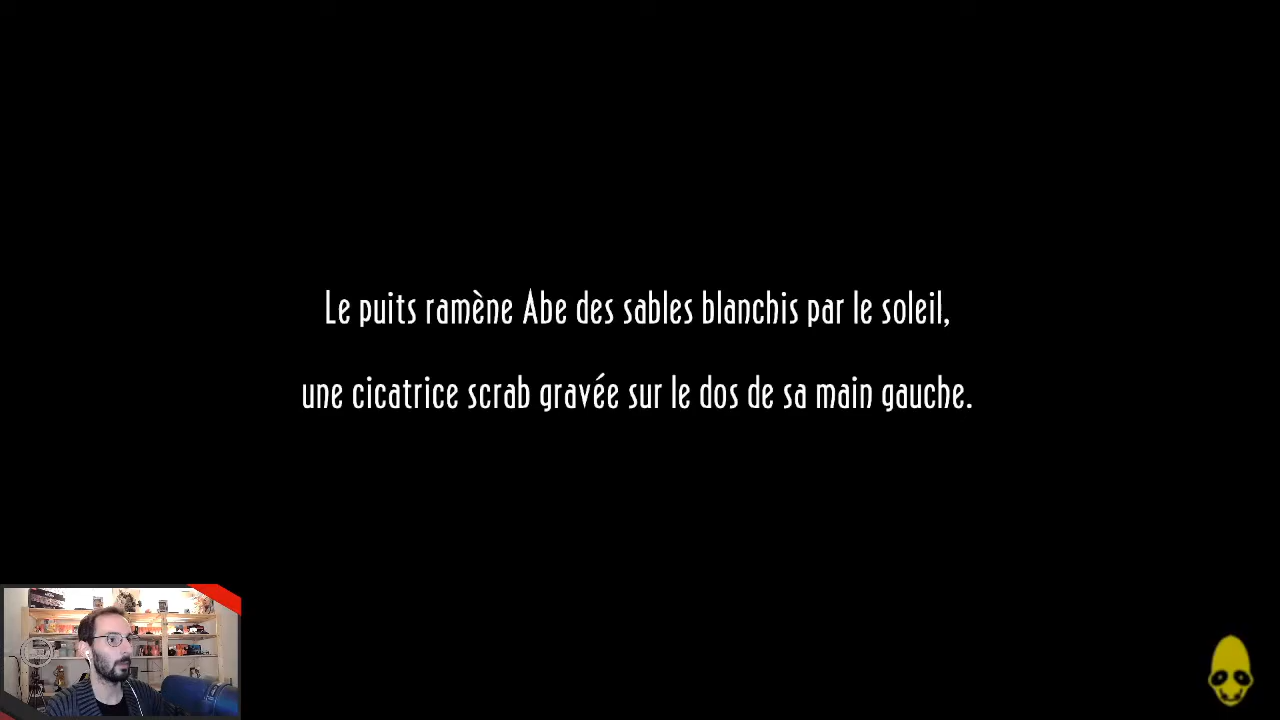 Le puits ramène Abe des sables blanchis par le soleil,
une cicatrice scrab gravée sur le dos de sa main gauche.